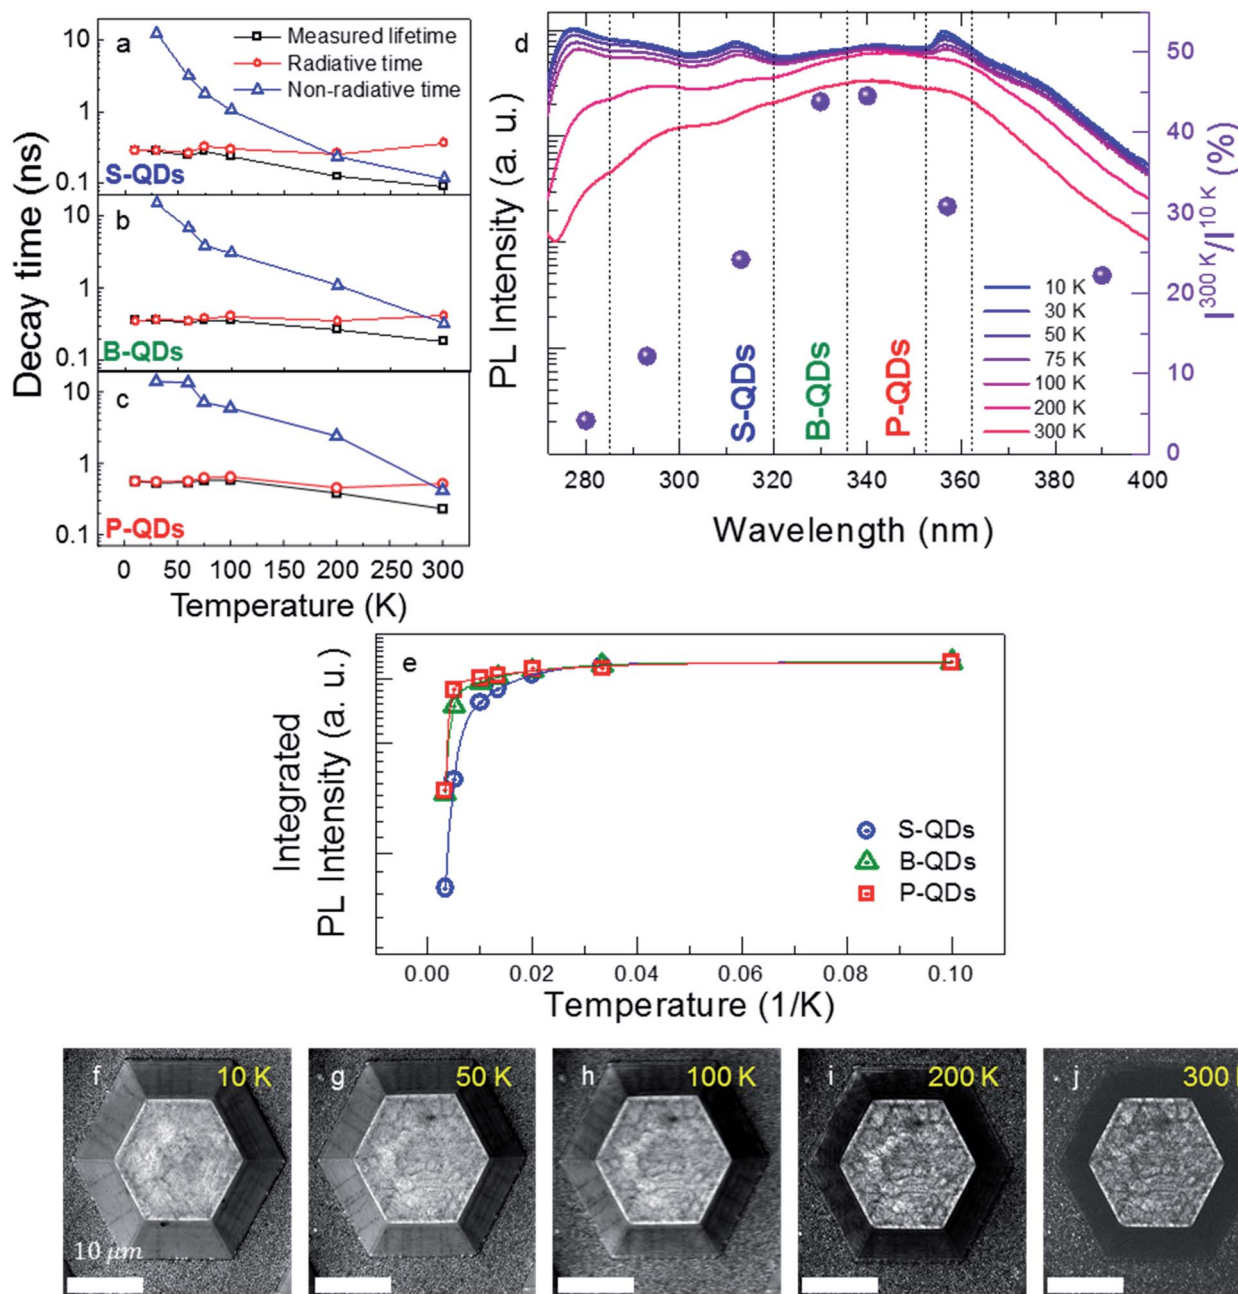 a
Measured lifetime
Radiative time
Non-radiative time
S-QDs
b
B-QDs
c
P-QDs
10
1
0.1
10
1
0.1
10
1
0.1
Decay time (ns)
0 50 100 150 200 250 300
Temperature (K)
d
PL Intensity (a. u.)
S-QDs
B-QDs
P-QDs
10 K
30 K
50 K
75 K
100 K
200 K
300 K
50
40
30
20
10
0
I300 K/I10 K (%)
280 300 320 340 360 380 400
Wavelength (nm)
e
Integrated
PL Intensity (a. u.)
S-QDs
B-QDs
P-QDs
0.00 0.02 0.04 0.06 0.08 0.10
Temperature (1/K)
f 10 K
10 μm
g 50 K
h 100 K
i 200 K
j 300